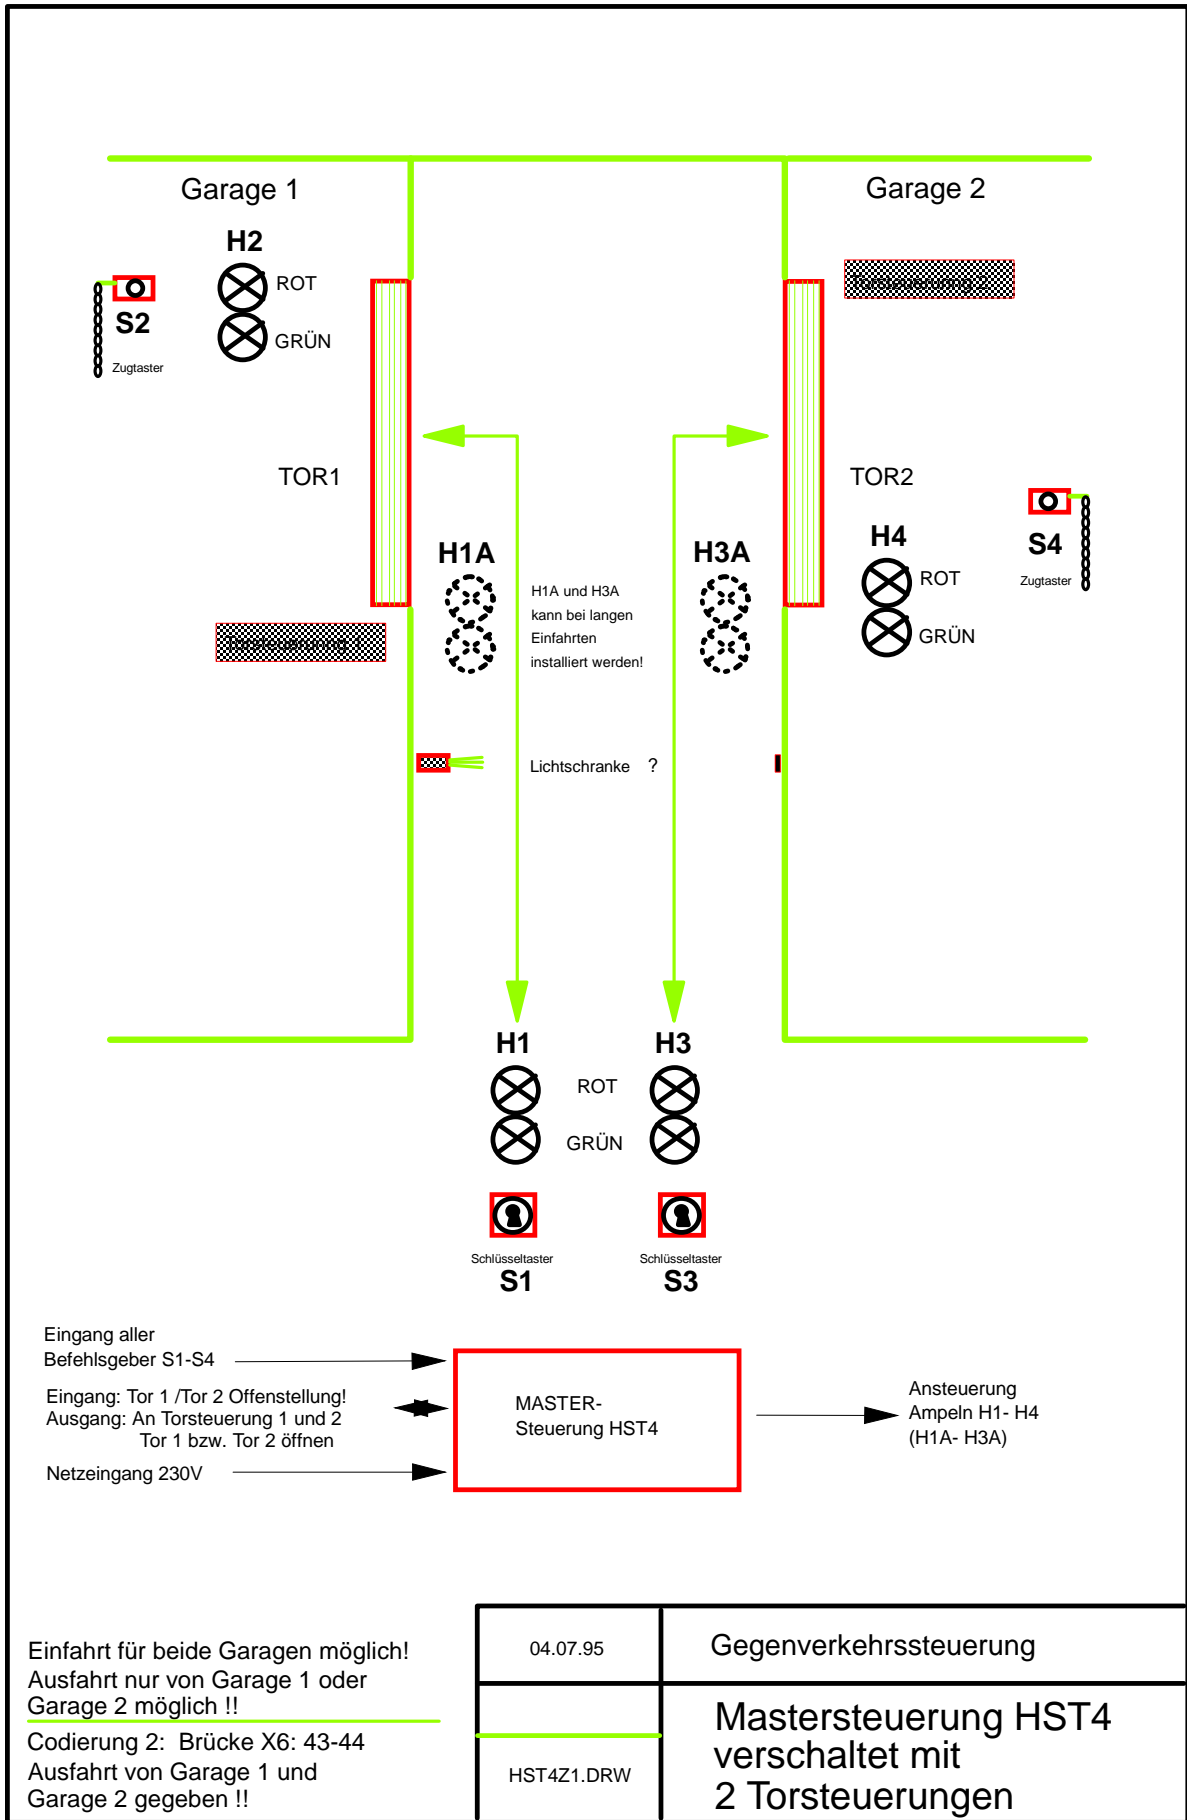 Garage 1
Garage 2
H2
ROT
GRÜN
S2
Zugtaster
Torsteuerung 2
TOR1
TOR2
S4
Zugtaster
H4
ROT
GRÜN
H1A
H3A
H1A und H3A
kann bei langen
Einfahrten
installiert werden!
Torsteuerung 1
Lichtschranke ?
H1
H3
ROT
GRÜN
Schlüsseltaster
S1
Schlüsseltaster
S3
Eingang aller
Befehlsgeber S1-S4
Eingang: Tor 1 /Tor 2 Offenstellung!
Ausgang: An Torsteuerung 1 und 2
Tor 1 bzw. Tor 2 öffnen
Netzeingang 230V
MASTER-
Steuerung HST4
Ansteuerung
Ampeln H1- H4
(H1A- H3A)
Einfahrt für beide Garagen möglich!
Ausfahrt nur von Garage 1 oder
Garage 2 möglich !!
Codierung 2: Brücke X6: 43-44
Ausfahrt von Garage 1 und
Garage 2 gegeben !!
04.07.95
HST4Z1.DRW
Gegenverkehrssteuerung
Mastersteuerung HST4
verschaltet mit
2 Torsteuerungen